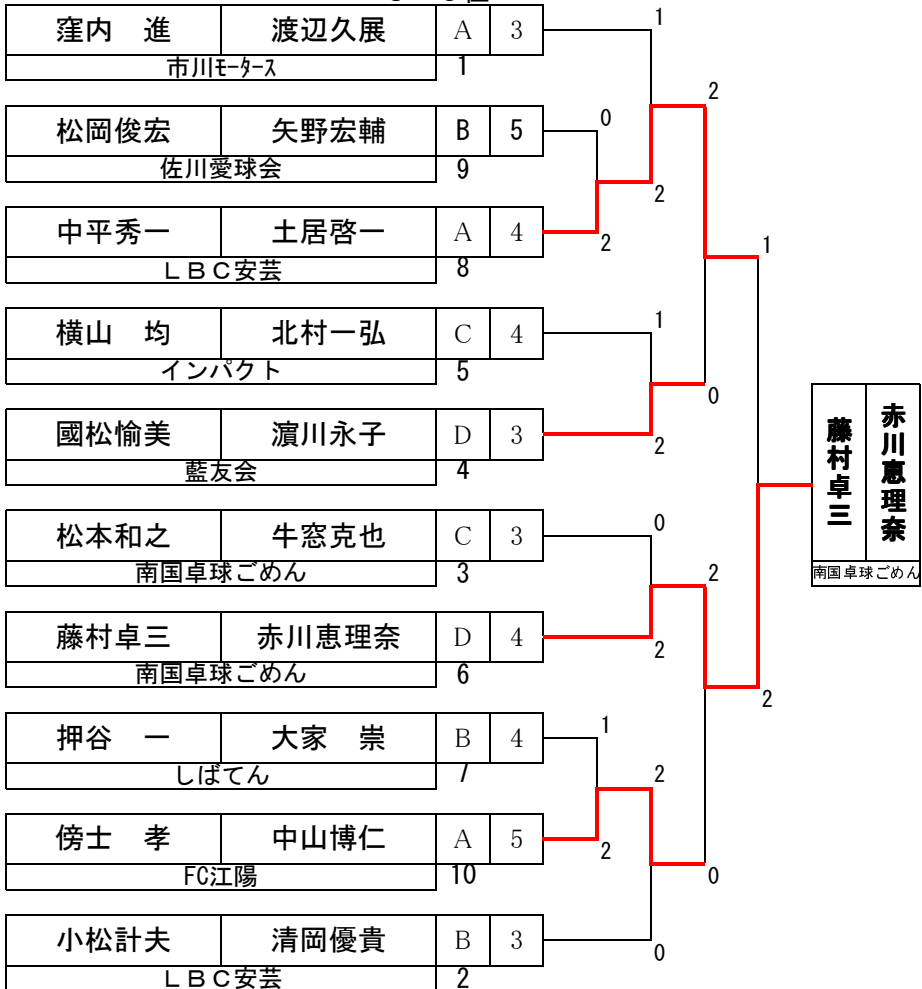 窪内　進 渡辺久展 A 3
市川ﾓｰﾀｰｽ 1
松岡俊宏 矢野宏輔 B 5
佐川愛球会 9
中平秀一 土居啓一 A 4
ＬＢＣ安芸 8
横山　均 北村一弘 C 4
インパクト 5
國松愉美 濵川永子 D 3
藍友会 4
松本和之 牛窓克也 C 3
南国卓球ごめん 3
藤村卓三 赤川恵理奈 D 4
南国卓球ごめん 6
押谷　一 大家　崇 B 4
しばてん 7
傍士　孝 中山博仁 A 5
FC江陽 10
小松計夫 清岡優貴 B 3
ＬＢＣ安芸 2
1
0
2
2
1
2
0
2
1
2
0
2
2
1
2
2
0
0
2
1
藤村卓三
赤川恵理奈
南国卓球ごめん